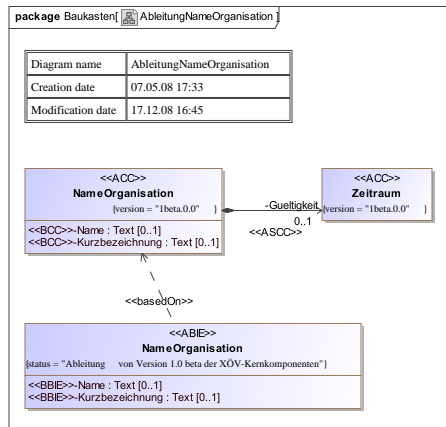 package Baukasten[ AbleitungNameOrganisation ]
Diagram name AbleitungNameOrganisation
Creation date 07.05.08 17:33
Modification date 17.12.08 16:45
<<ACC>>
NameOrganisation
{version = "1beta.0.0" }
<<BCC>>-Name : Text [0..1]
<<BCC>>-Kurzbezeichnung : Text [0..1]
-Gueltigkeit
0..1
<<ASCC>>
<<ACC>>
Zeitraum
{version = "1beta.0.0" }
<<basedOn>>
<<ABIE>>
NameOrganisation
{status = "Ableitung von Version 1.0 beta der XÖV-Kernkomponenten"}
<<BBIE>>-Name : Text [0..1]
<<BBIE>>-Kurzbezeichnung : Text [0..1]